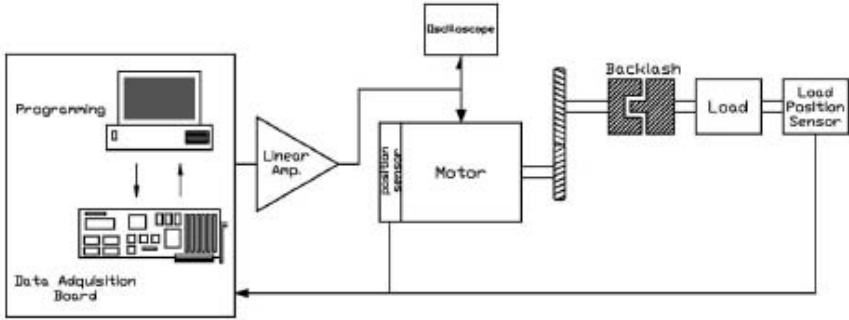 Oscilloscope
Programming
Data Adquisition
Board
Linear
Amp.
position
sensor
Motor
Backlash
Load
Load
Position
Sensor